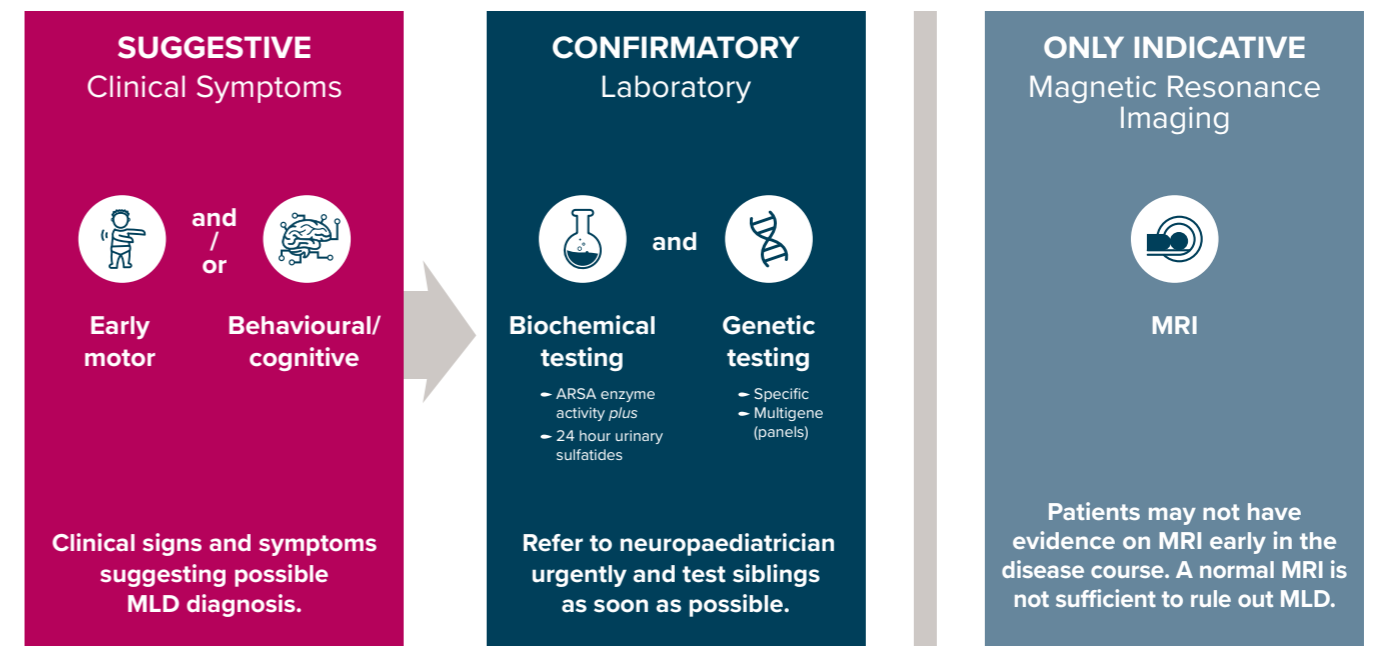 SUGGESTIVE
Clinical Symptoms
and
/
or
Early
motor
Behavioural/
cognitive
Clinical signs and symptoms
suggesting possible
MLD diagnosis.
CONFIRMATORY
Laboratory
and
Biochemical
testing
ARSA enzyme
activity plus
24 hour urinary
sulfatides
Genetic
testing
Specific
Multigene
(panels)
Refer to neuropaediatrician
urgently and test siblings
as soon as possible.
ONLY INDICATIVE
Magnetic Resonance
Imaging
MRI
Patients may not have
evidence on MRI early in the
disease course. A normal MRI is
not sufficient to rule out MLD.